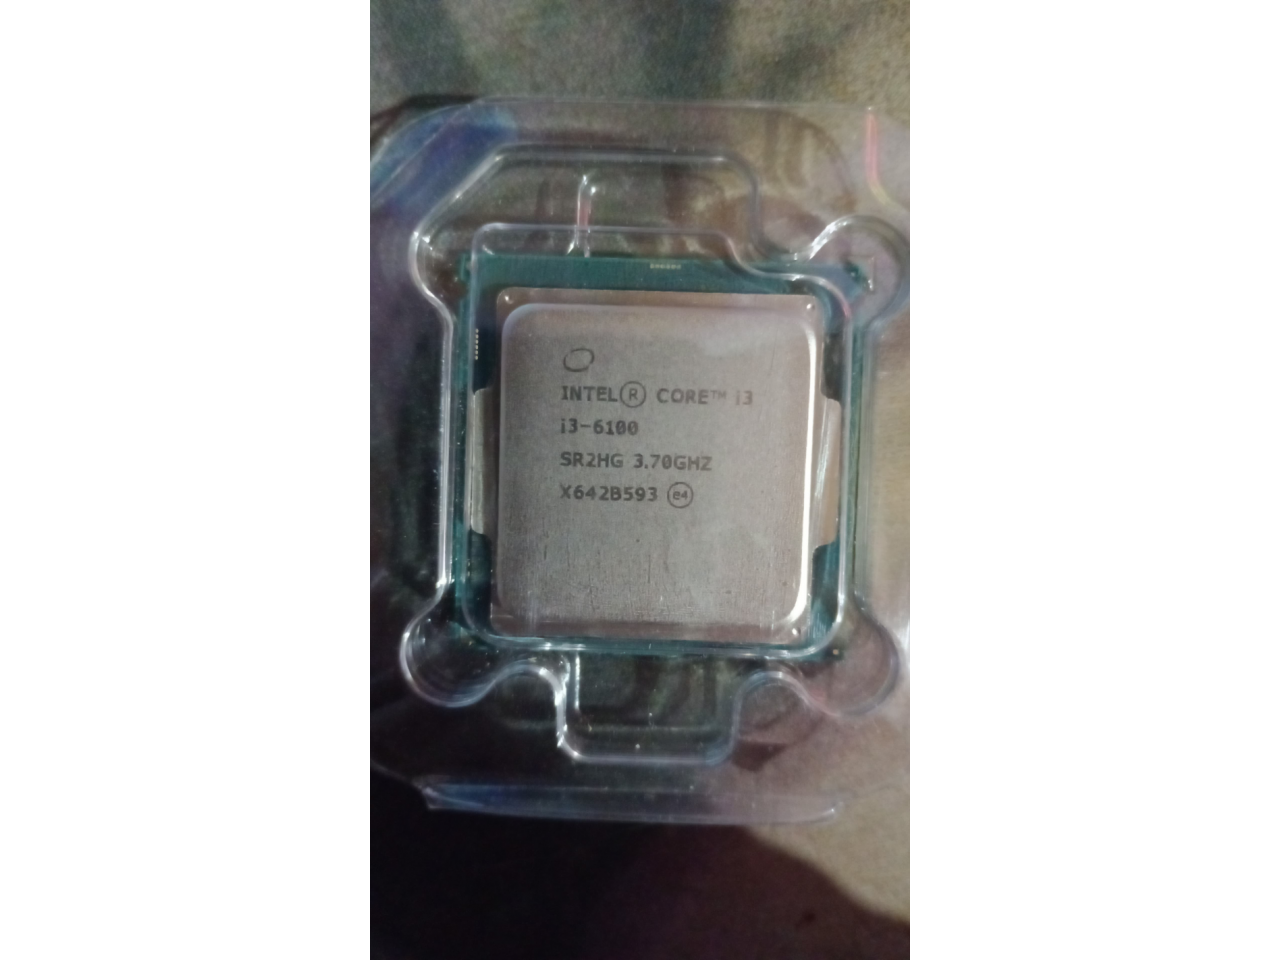 INTEL® CORE™ i3
i3-6100
SR2HG 3.70GHZ
X642B593 e4